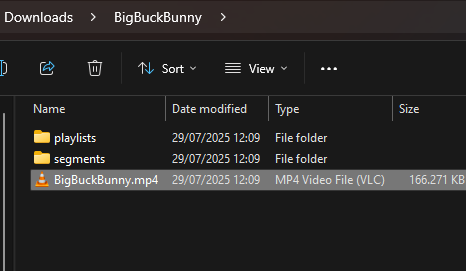 Downloads > BigBuckBunny >
Sort View ...
Name Date modified Type Size
playlists 29/07/2025 12:09 File folder
segments 29/07/2025 12:09 File folder
BigBuckBunny.mp4 29/07/2025 12:09 MP4 Video File (VLC) 166.271 KB